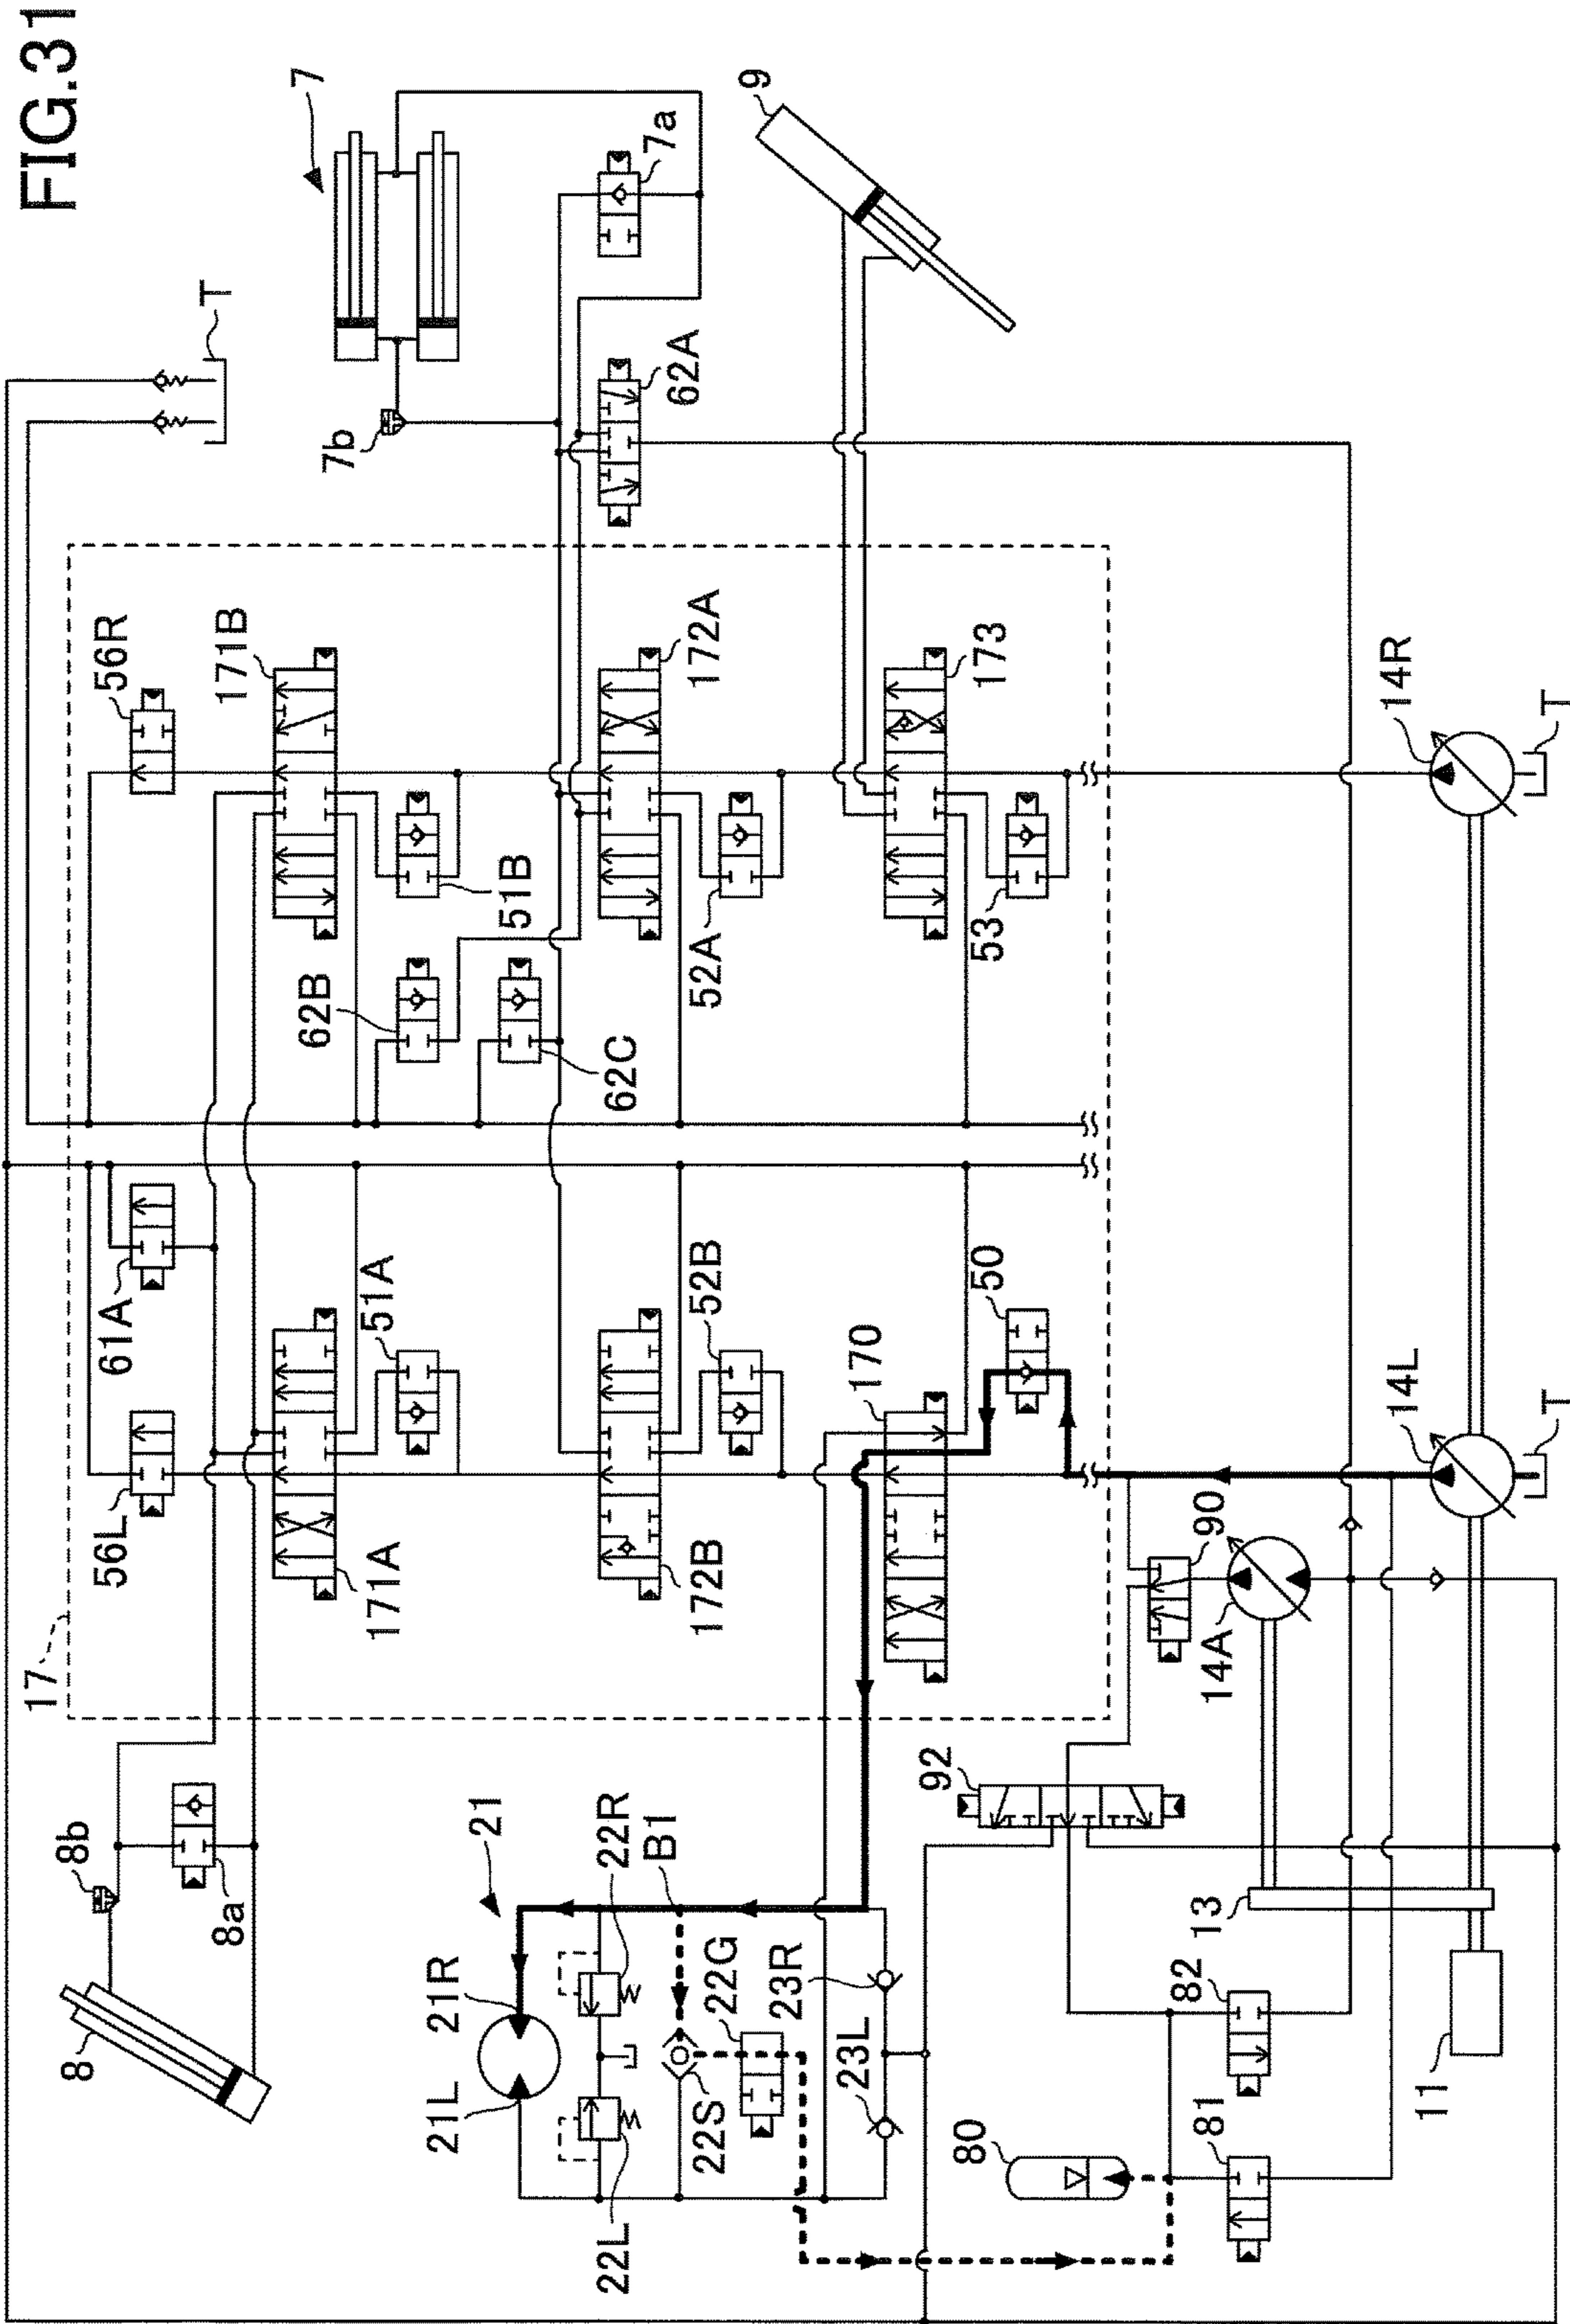 FIG.31
7
T
7b
7a
9
62A
17
56R
171B
172A
173
51B
62B
62C
52A
53
14R
T
61A
51A
52B
50
170
56L
171A
172B
14L
T
90
14A
8b
8a
8
21
22R
B1
92
21R
21L
22G
23R
22S
23L
22L
13
82
80
81
11